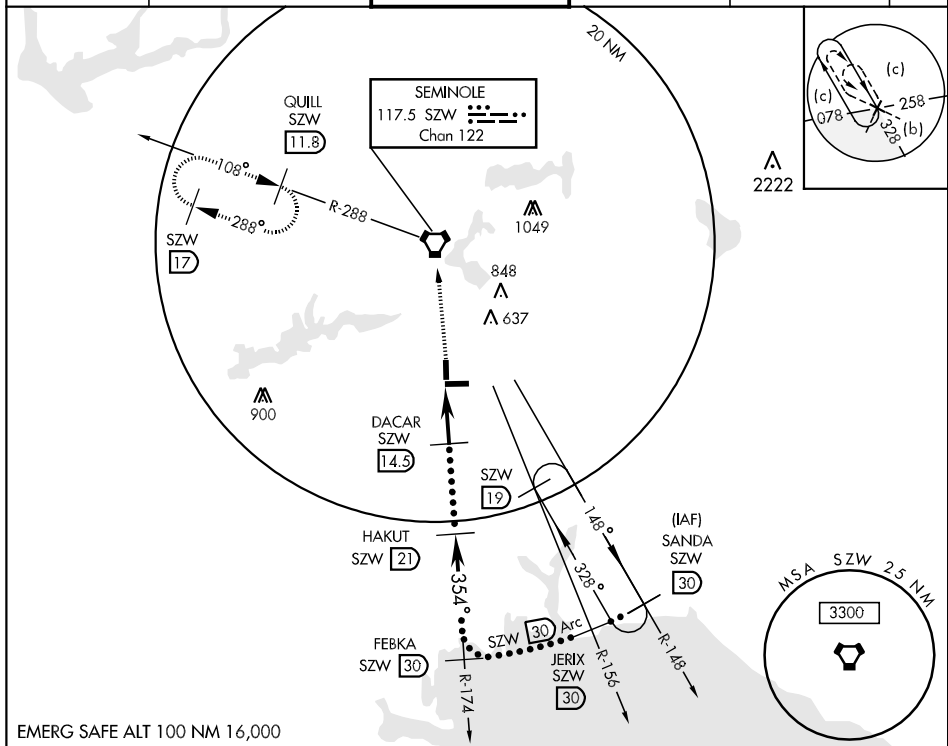 20 NM
SEMINOLE
117.5 SZW
Chan 122
QUILL
SZW
11.8
108°
288°
R-288
SZW
17
1049
848
637
2222
(c)
(c)
078
258
(b)
328
900
DACAR
SZW
14.5
SZW
19
148°
328°
(IAF)
SANDA
SZW
30
HAKUT
SZW 21
354°
FEBKA
SZW 30
SZW 30 Arc
JERIX
SZW
30
R-174
R-156
R-148
MSA SZW 25 NM
3300
EMERG SAFE ALT 100 NM 16,000